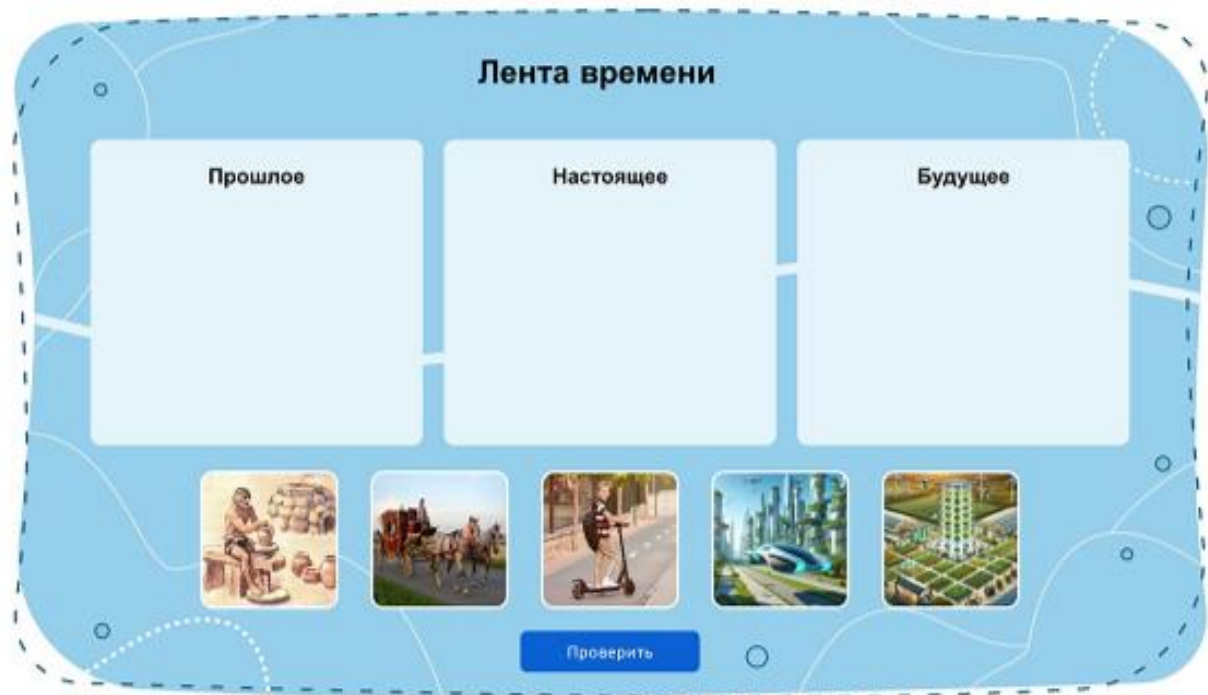 Лента времени
Прошлое
Настоящее
Будущее
Проверить